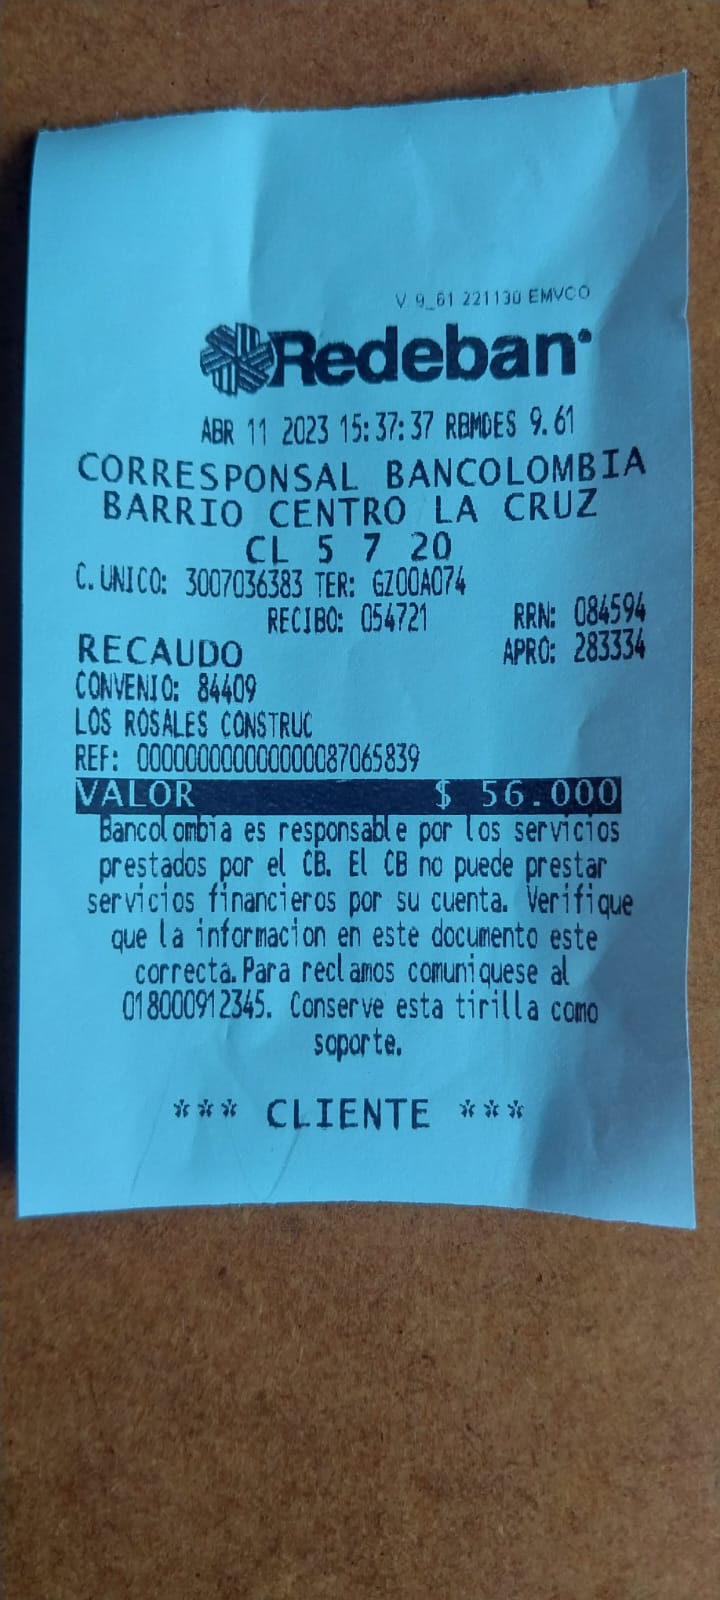 V 9_61 221130 EMVCO
Redeban
ABR 11 2023 15:37:37 RBMDES 9.61
CORRESPONSAL BANCOLOMBIA
BARRIO CENTRO LA CRUZ
CL 5 7 20
C. UNICO: 3007036383 TER: GZ00A074
RECIBO: 054721 RRN: 084594
RECAUDO APRO: 283334
CONVENIO: 84409
LOS ROSALES CONSTRUC
REF: 000000000000000087065839
VALOR $ 56.000
Bancolombia es responsable por los servicios
prestados por el CB. El CB no puede prestar
servicios financieros por su cuenta. Verifique
que la informacion en este documento este
correcta. Para reclamos comuniquese al
018000912345. Conserve esta tirilla como
soporte.
*** CLIENTE ***